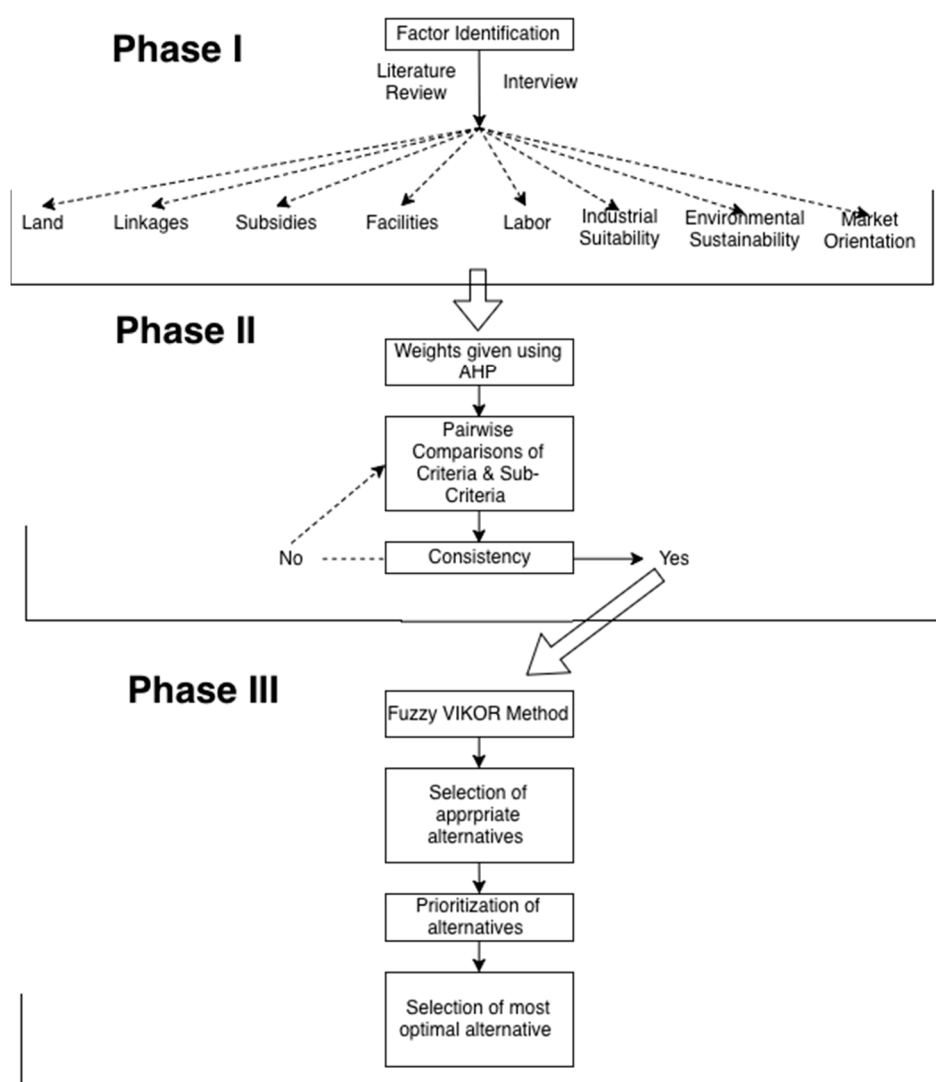 Phase I
Factor Identification
Literature
Review
Interview
Land
Linkages
Subsidies
Facilities
Labor
Industrial
Suitability
Environmental
Sustainability
Market
Orientation
Phase II
Weights given using
AHP
Pairwise
Comparisons of
Criteria & Sub-
Criteria
No
Consistency
Yes
Phase III
Fuzzy VIKOR Method
Selection of
apprpriate
alternatives
Prioritization of
alternatives
Selection of most
optimal alternative